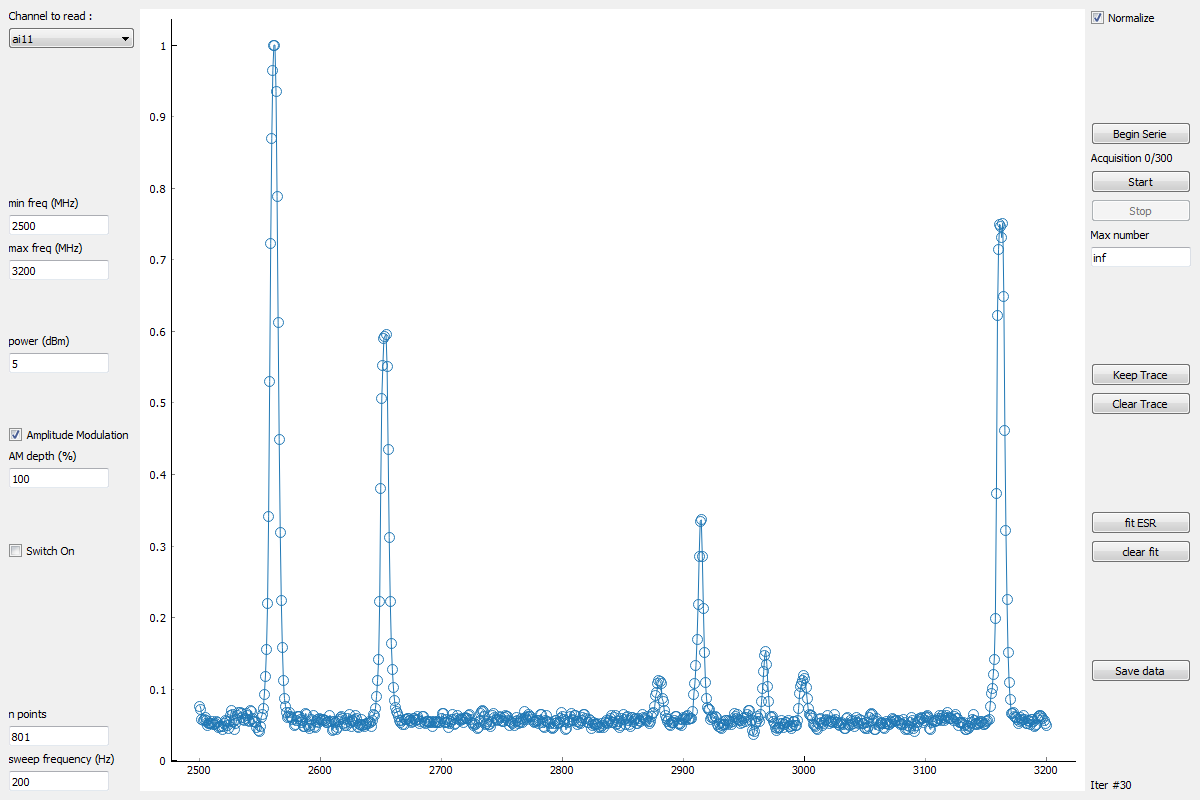 Channel to read :
ai11
min freq (MHz)
2500
max freq (MHz)
3200
power (dBm)
5
Amplitude Modulation
AM depth (%)
100
Switch On
n points
801
sweep frequency (Hz)
200
1
0.9
0.8
0.7
0.6
0.5
0.4
0.3
0.2
0.1
0
2500 2600 2700 2800 2900 3000 3100 3200
Normalize
Begin Serie
Acquisition 0/300
Start
Stop
Max number
inf
Keep Trace
Clear Trace
fit ESR
clear fit
Save data
Iter #30